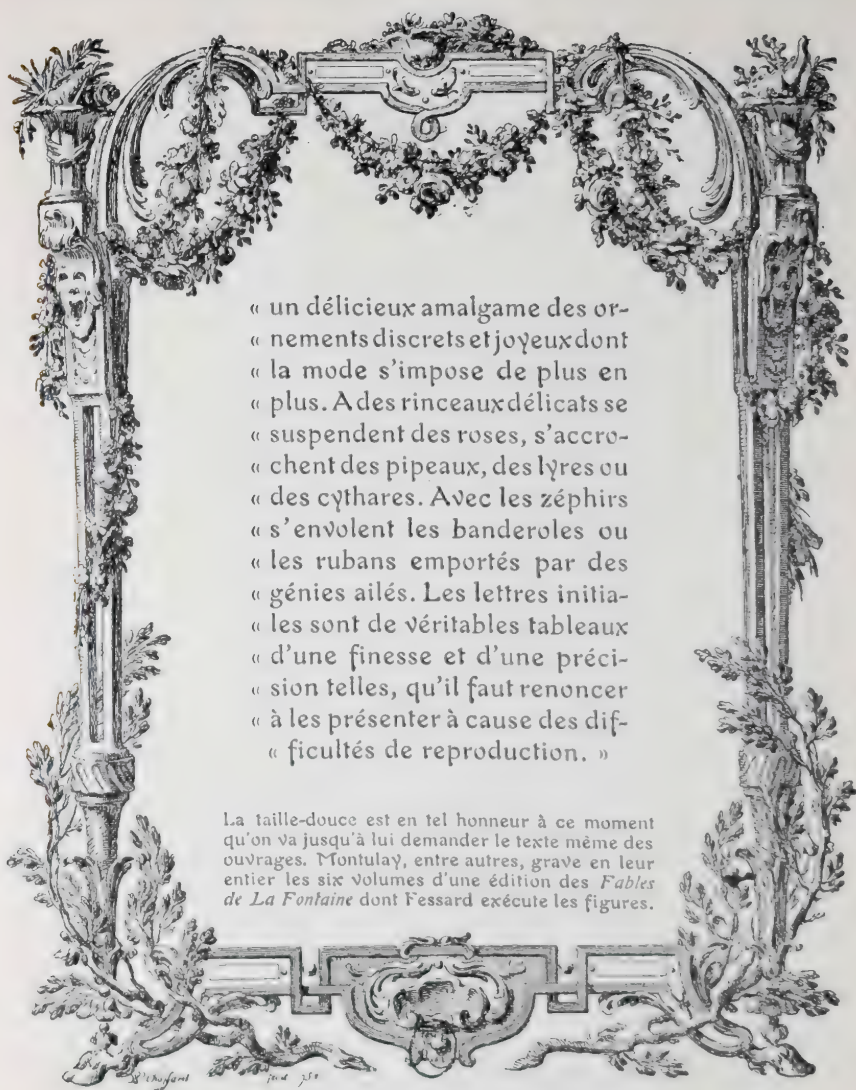 « un délicieux amalgame des or-
« nements discrets et joyeux dont
« la mode s'impose de plus en
« plus. A des rinceaux délicats se
« suspendent des roses, s'accro-
« chent des pipeaux, des lyres ou
« des cythares. Avec les zéphirs
« s'envolent les banderoles ou
« les rubans emportés par des
« génies ailés. Les lettres initia-
« les sont de véritables tableaux
« d'une finesse et d'une préci-
« sion telles, qu'il faut renoncer
« à les présenter à cause des dif-
« ficultés de reproduction. »
La taille-douce est en tel honneur à ce moment
qu'on va jusqu'à lui demander le texte même des
ouvrages. Montulay, entre autres, grave en leur
entier les six volumes d'une édition des Fables
de La Fontaine dont Fessard exécute les figures.